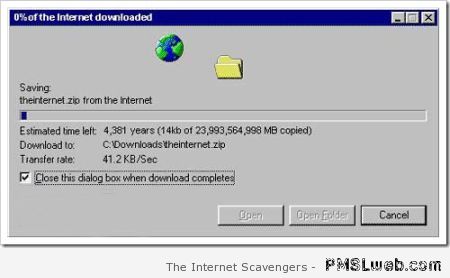 0% of the Internet downloaded
Saving:
theinternet.zip from the Internet
Estimated time left: 4,381 years (14kb of 23,993,564,998 MB copied)
Download to: C:\Downloads\theinternet.zip
Transfer rate: 41.2 KB/Sec
Close this dialog box when download completes
Open
Open Folder
Cancel
The Internet Scavengers - PMSLweb.com